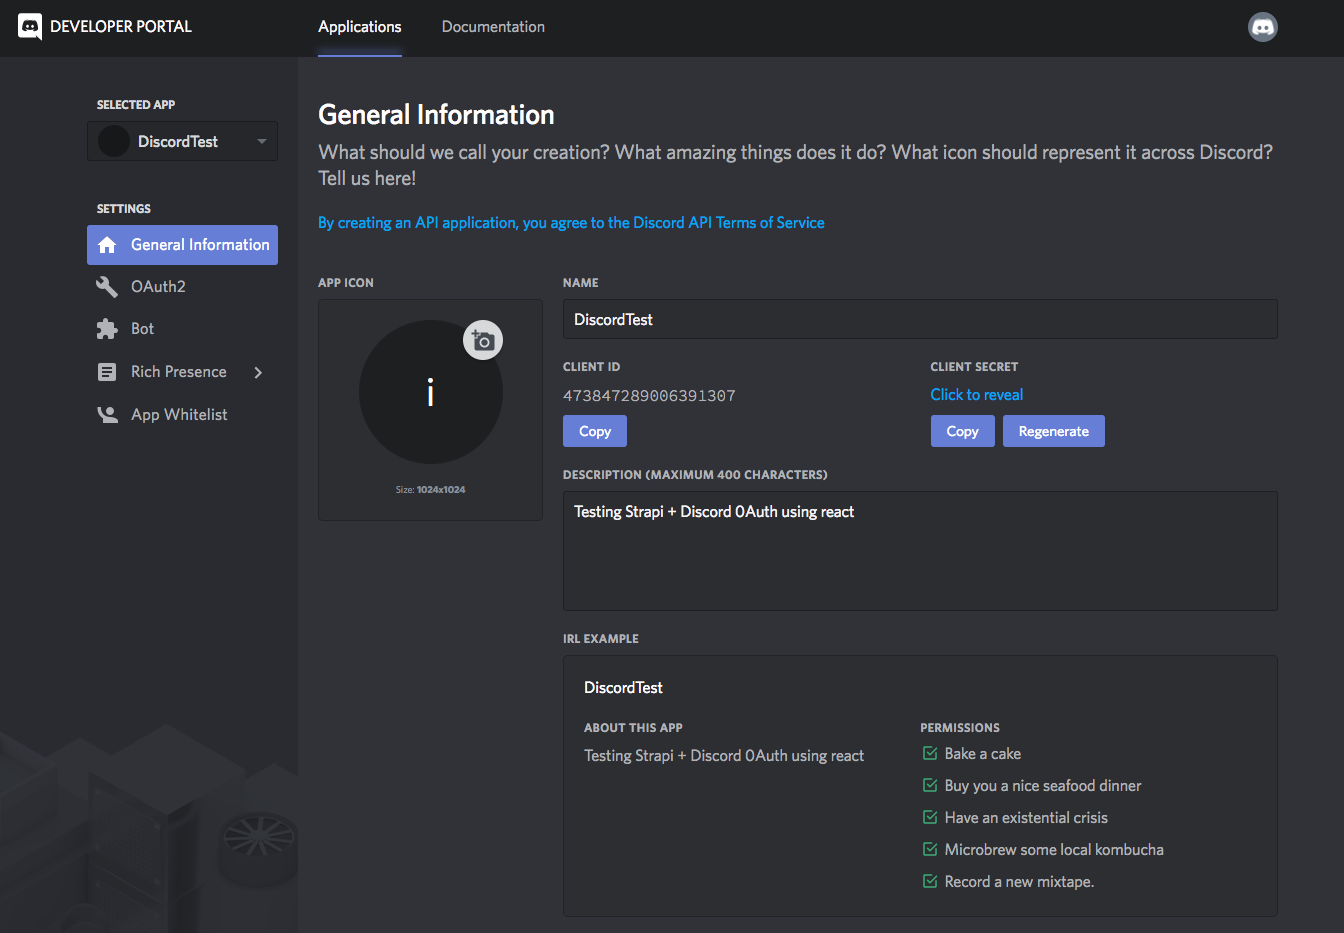 DEVELOPER PORTAL
Applications
Documentation
SELECTED APP
DiscordTest
SETTINGS
General Information
OAuth2
Bot
Rich Presence
App Whitelist
General Information
What should we call your creation? What amazing things does it do? What icon should represent it across Discord?
Tell us here!
By creating an API application, you agree to the Discord API Terms of Service
APP ICON
i
Size: 1024x1024
NAME
DiscordTest
CLIENT ID
473847289006391307
Copy
CLIENT SECRET
Click to reveal
Copy
Regenerate
DESCRIPTION (MAXIMUM 400 CHARACTERS)
Testing Strapi + Discord 0Auth using react
IRL EXAMPLE
DiscordTest
ABOUT THIS APP
Testing Strapi + Discord 0Auth using react
PERMISSIONS
Bake a cake
Buy you a nice seafood dinner
Have an existential crisis
Microbrew some local kombucha
Record a new mixtape.